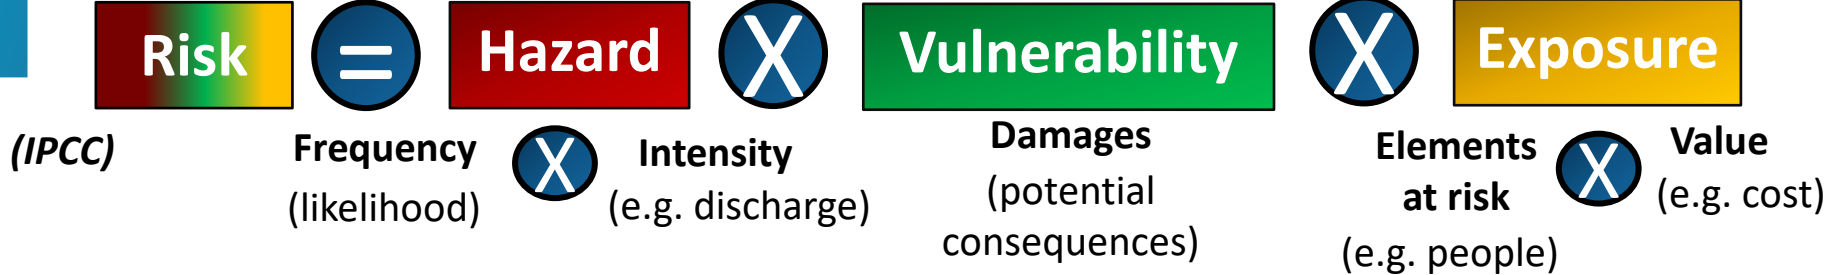 Risk = Hazard X Vulnerability X Exposure
(IPCC)
Frequency X Intensity
(likelihood)
(e.g. discharge)
Damages
(potential
consequences)
Elements
at risk
(e.g. people)
X
Value
(e.g. cost)